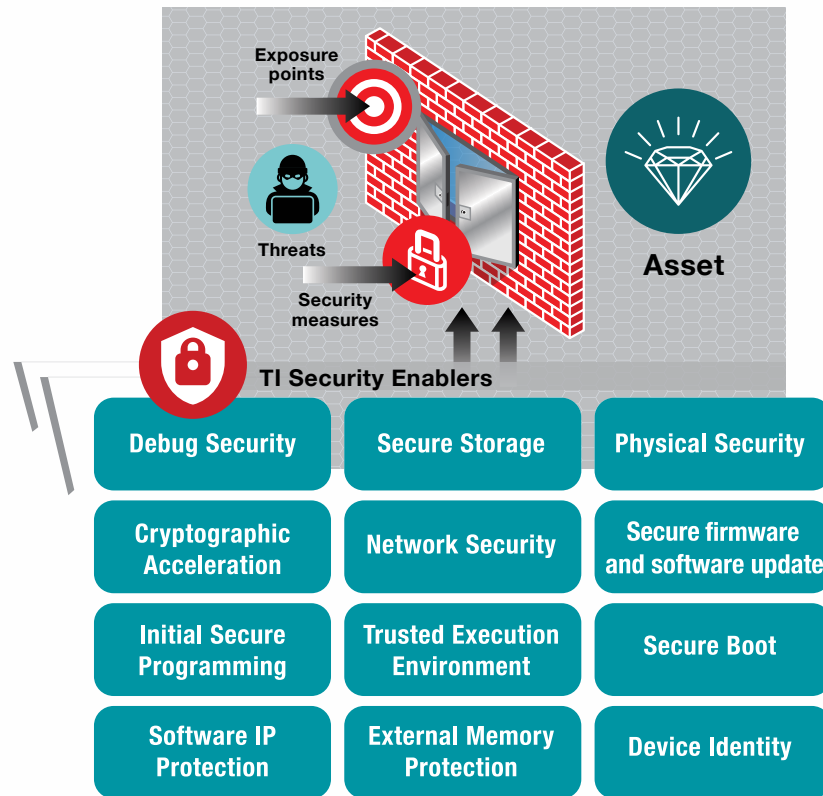 Exposure
points
Threats
Asset
Security
measures
TI Security Enablers
Debug Security
Secure Storage
Physical Security
Cryptographic
Acceleration
Network Security
Secure firmware
and software update
Initial Secure
Programming
Trusted Execution
Environment
Secure Boot
Software IP
Protection
External Memory
Protection
Device Identity